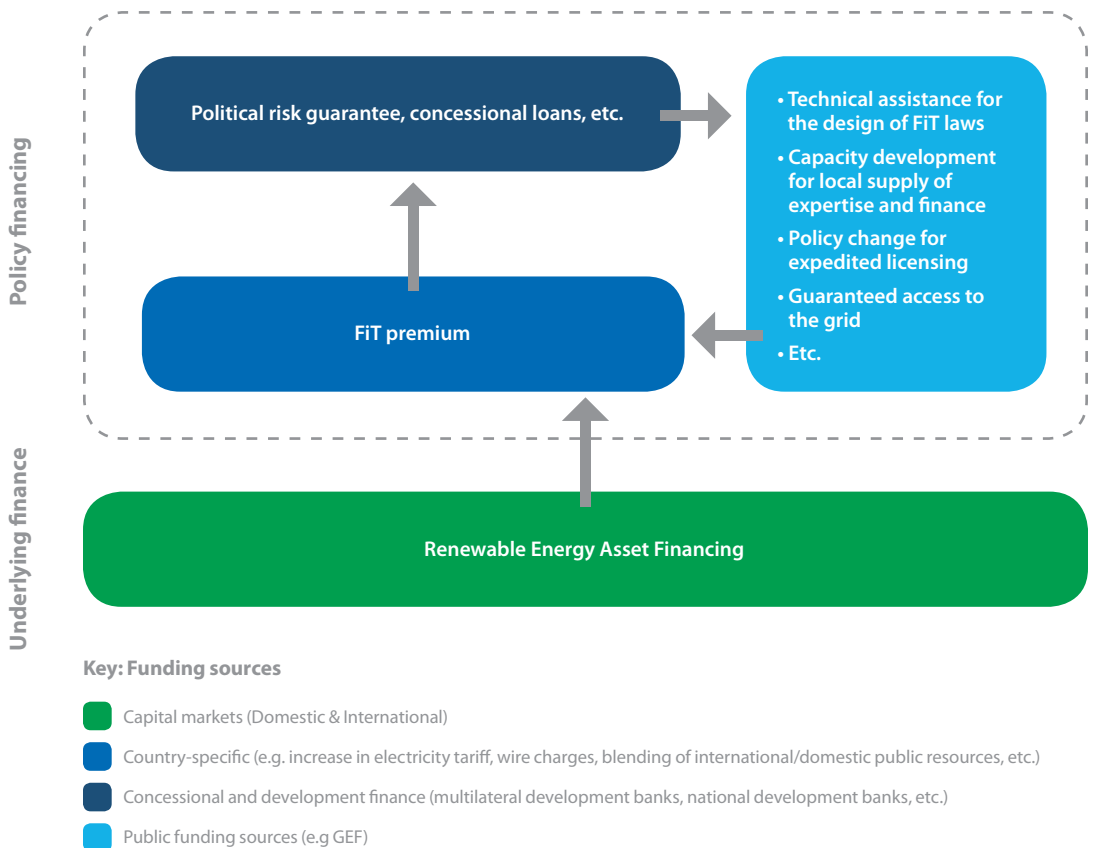 Policy financing
Political risk guarantee, concessional loans, etc.
• Technical assistance for
the design of FiT laws
• Capacity development
for local supply of
expertise and finance
• Policy change for
expedited licensing
• Guaranteed access to
the grid
• Etc.
FiT premium
Underlying finance
Renewable Energy Asset Financing
Key: Funding sources
Capital markets (Domestic & International)
Country-specific (e.g. increase in electricity tariff, wire charges, blending of international/domestic public resources, etc.)
Concessional and development finance (multilateral development banks, national development banks, etc.)
Public funding sources (e.g GEF)